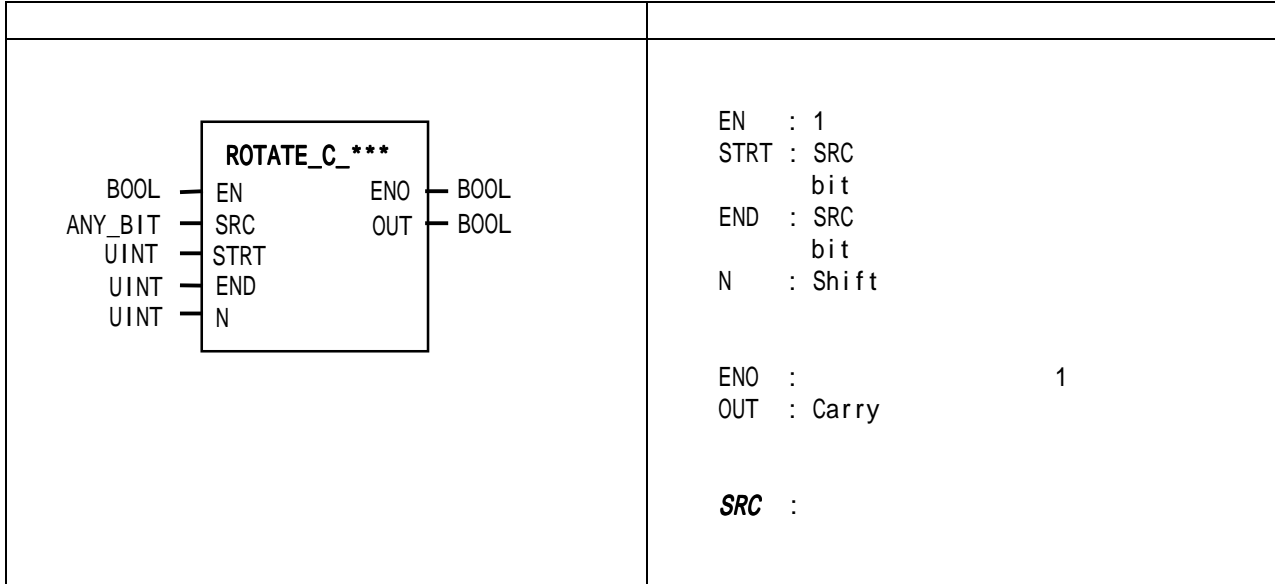 ROTATE_C_***
BOOL EN ENO BOOL
ANY_BIT SRC OUT BOOL
UINT STRT
UINT END
UINT N
EN : 1
STRT : SRC
bit
END : SRC
bit
N : Shift
ENO : 1
OUT : Carry
SRC :